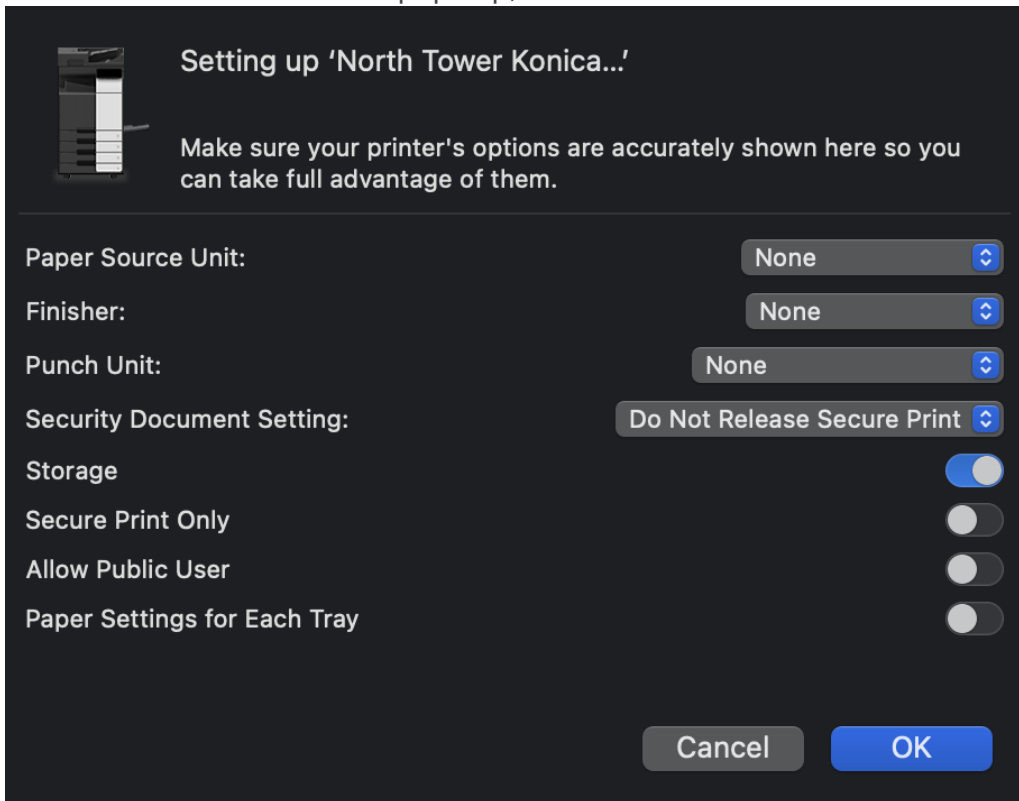 Setting up ‘North Tower Konica...’
Make sure your printer's options are accurately shown here so you
can take full advantage of them.
Paper Source Unit: None
Finisher: None
Punch Unit: None
Security Document Setting: Do Not Release Secure Print
Storage
Secure Print Only
Allow Public User
Paper Settings for Each Tray
Cancel OK